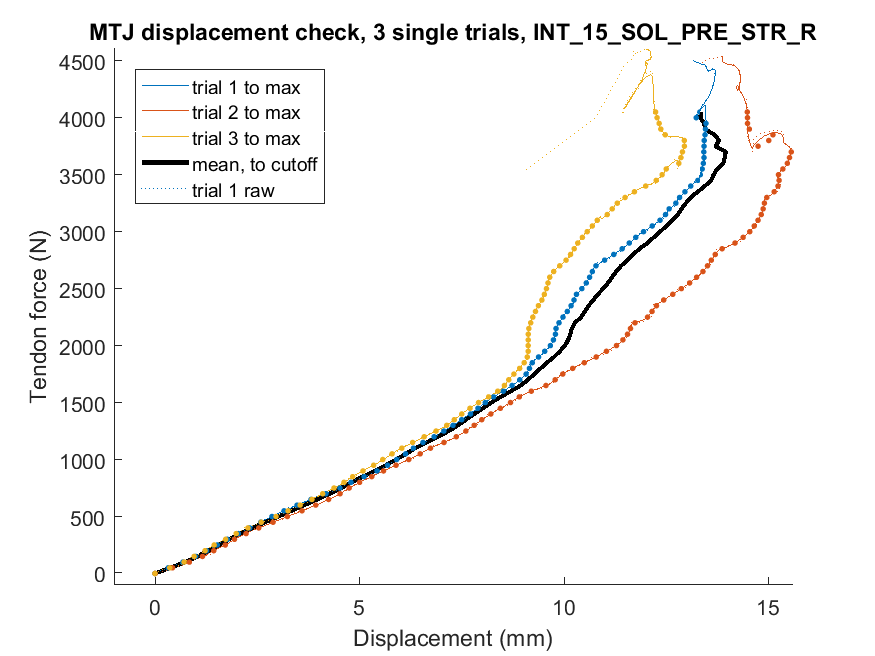 MTJ displacement check, 3 single trials, INT_15_SOL_PRE_STR_R
4500
4000
3500
3000
2500
2000
1500
1000
500
0
trial 1 to max
trial 2 to max
trial 3 to max
mean, to cutoff
trial 1 raw
Tendon force (N)
0 5 10 15
Displacement (mm)